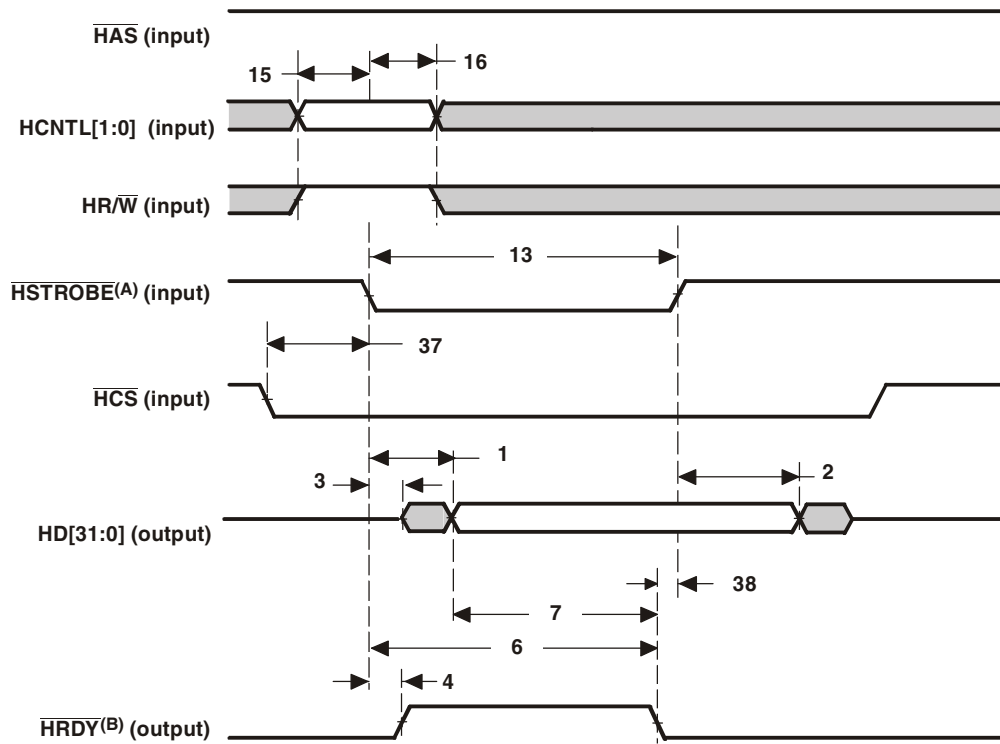 HAS (input)
15
16
HCNTL[1:0] (input)
HR/W (input)
13
HSTROBE(A) (input)
37
HCS (input)
1
3
2
HD[31:0] (output)
38
7
6
4
HRDY(B) (output)